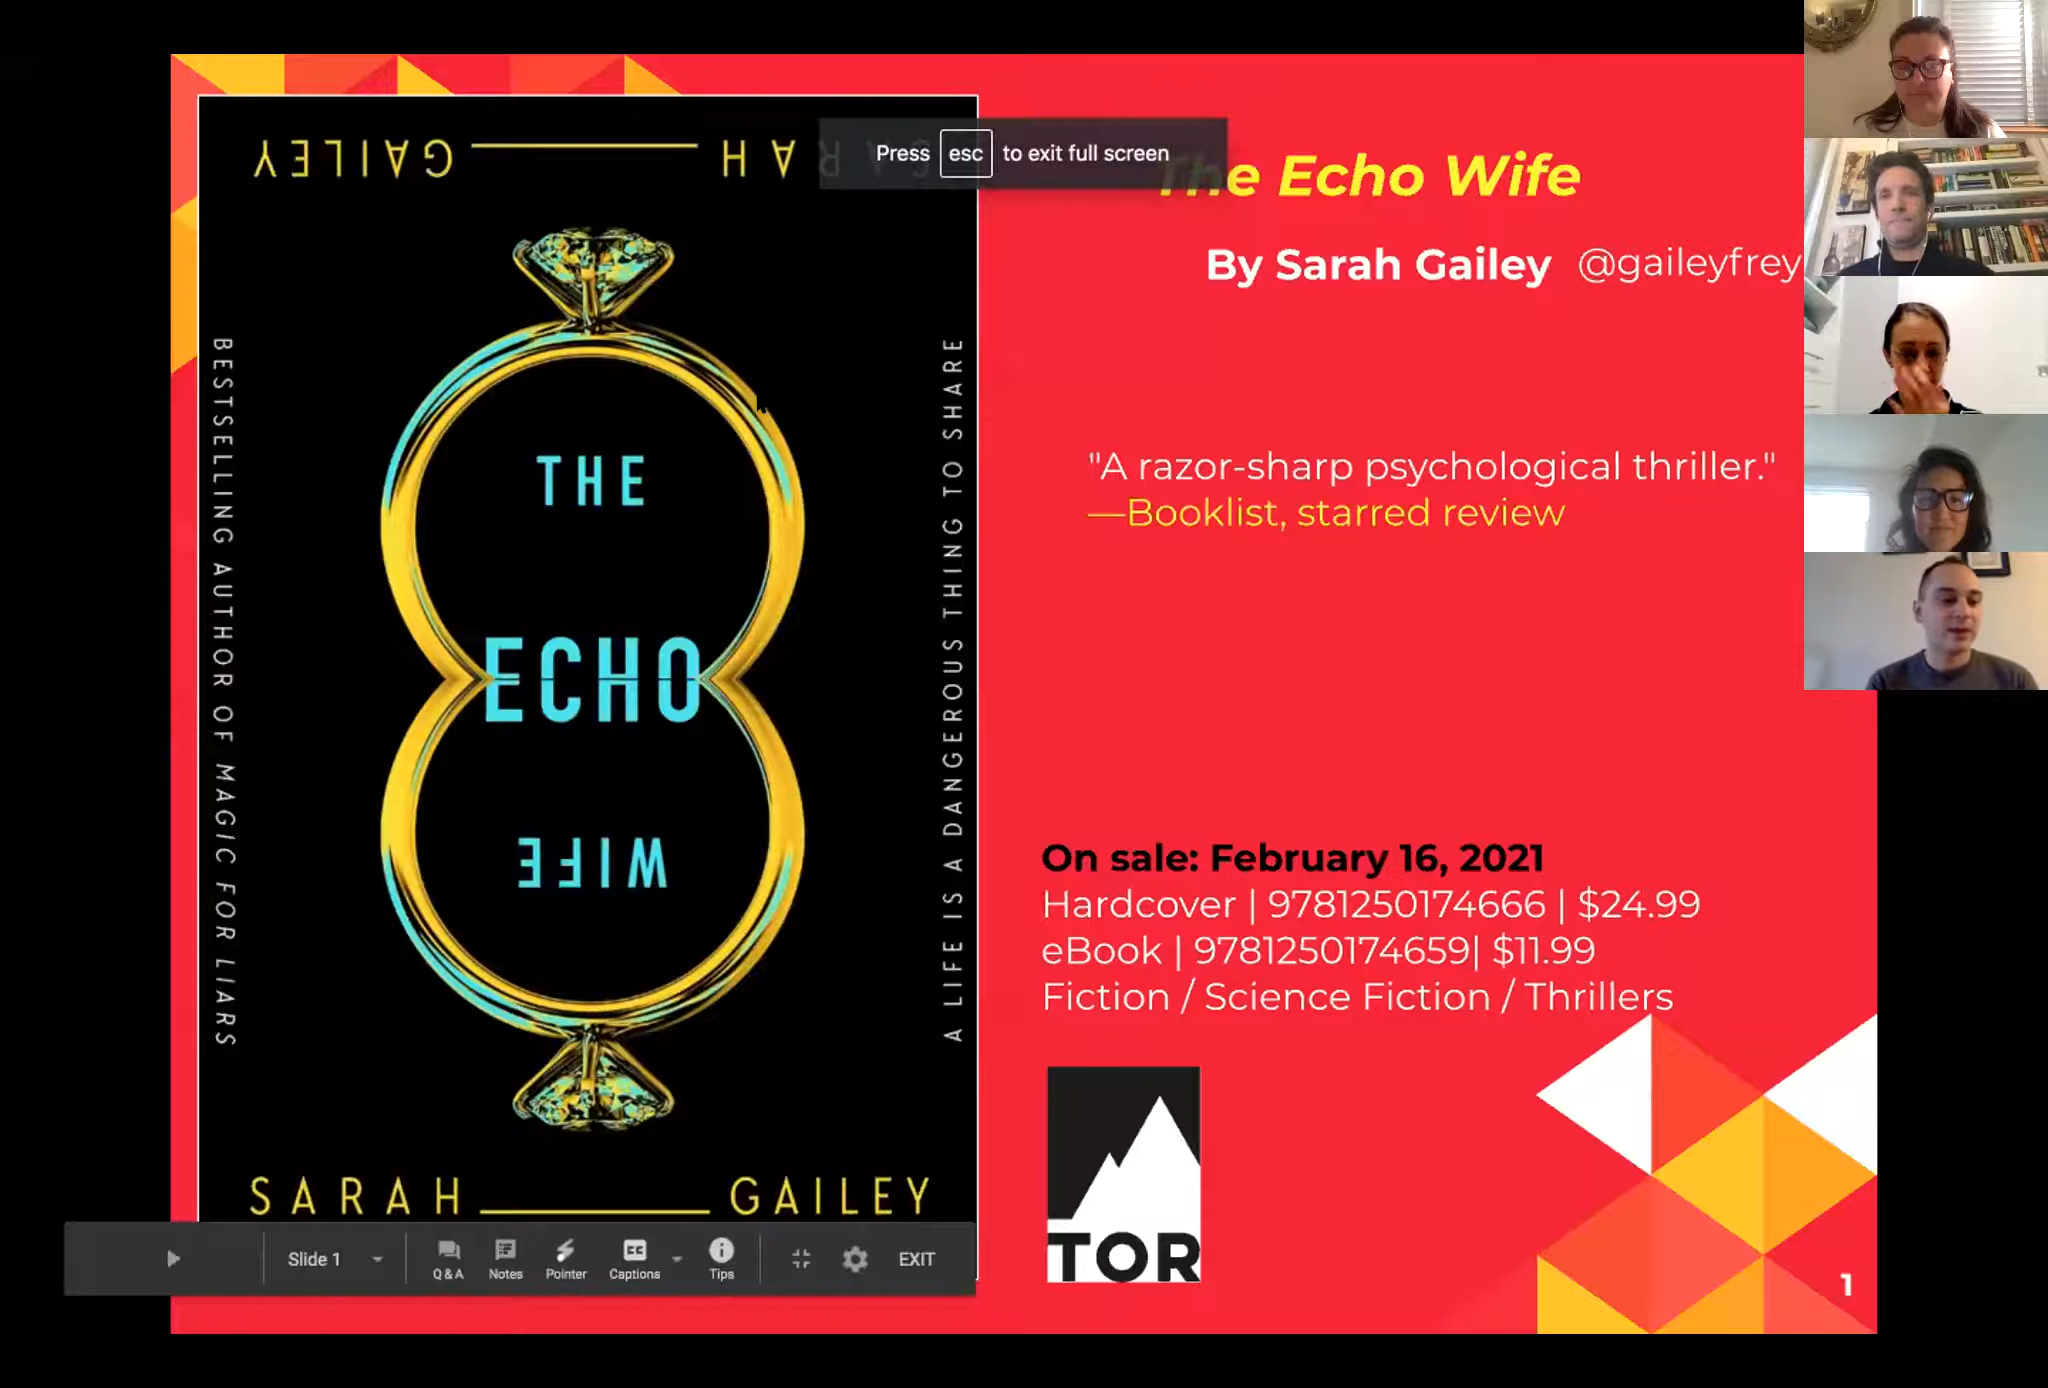 SARAH GAILEY
Press esc to exit full screen
The Echo Wife
By Sarah Gailey @gaileyfrey
BESTSELLING AUTHOR OF MAGIC FOR LIARS
A LIFE IS A DANGEROUS THING TO SHARE
THE
ECHO
WIFE
"A razor-sharp psychological thriller."
—Booklist, starred review
On sale: February 16, 2021
Hardcover | 9781250174666 | $24.99
eBook | 9781250174659| $11.99
Fiction / Science Fiction / Thrillers
TOR
SARAH GAILEY
Slide 1
Q & A
Notes
Pointer
CC
Captions
Tips
EXIT
1